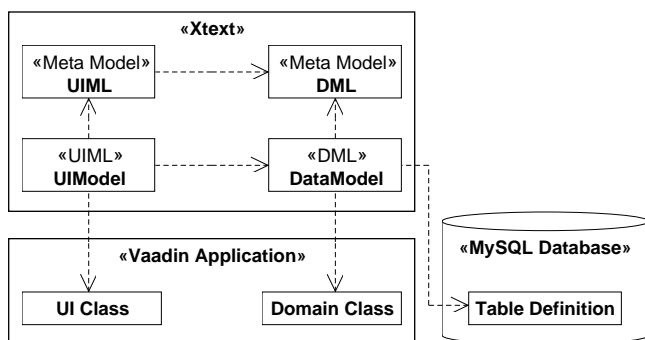 «Xtext»
«Meta Model»
UIML
«Meta Model»
DML
«UIML»
UIModel
«DML»
DataModel
«Vaadin Application»
«MySQL Database»
UI Class
Domain Class
Table Definition